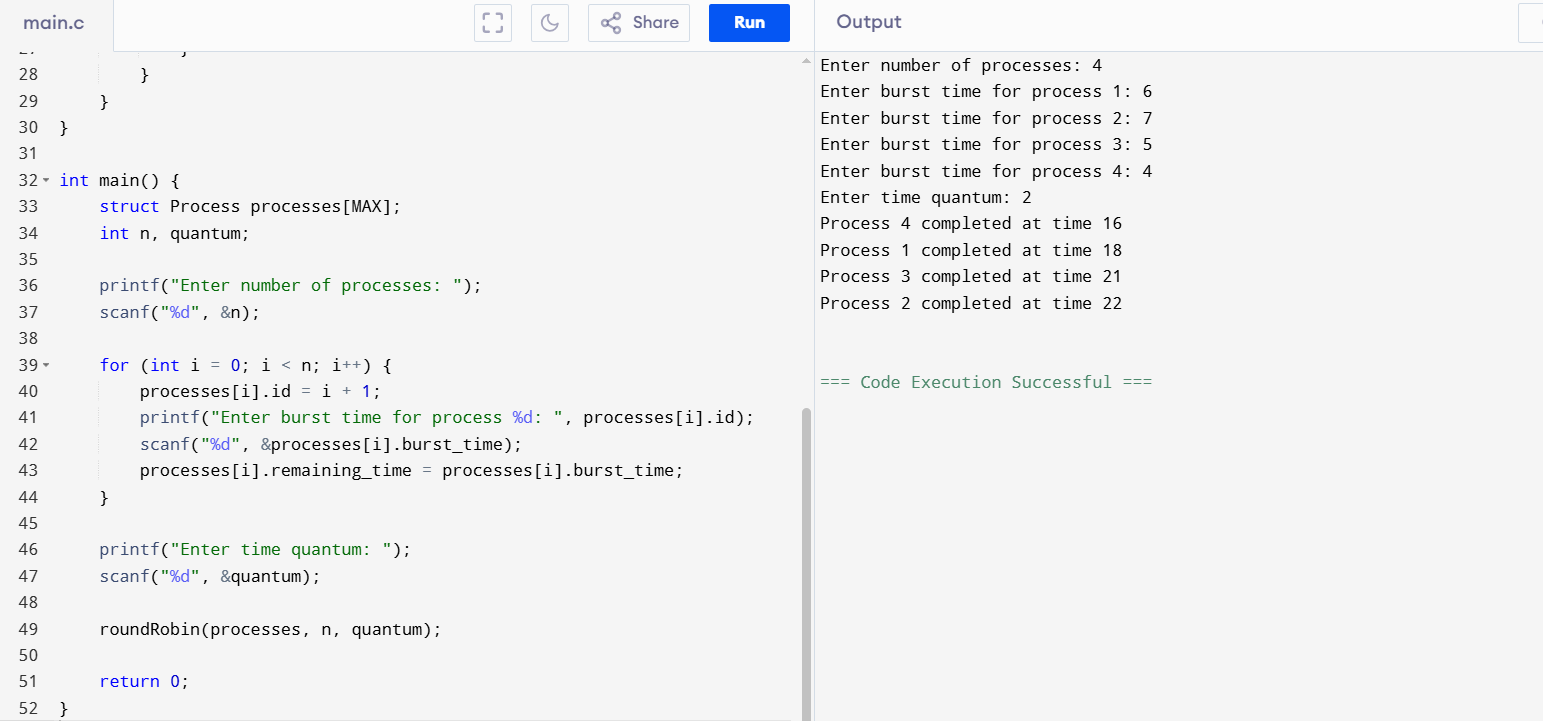 main.c
Share
Run
Output
28         }
29     }
30 }
31
32 int main() {
33     struct Process processes[MAX];
34     int n, quantum;
35
36     printf("Enter number of processes: ");
37     scanf("%d", &n);
38
39     for (int i = 0; i < n; i++) {
40         processes[i].id = i + 1;
41         printf("Enter burst time for process %d: ", processes[i].id);
42         scanf("%d", &processes[i].burst_time);
43         processes[i].remaining_time = processes[i].burst_time;
44     }
45
46     printf("Enter time quantum: ");
47     scanf("%d", &quantum);
48
49     roundRobin(processes, n, quantum);
50
51     return 0;
52 }
Enter number of processes: 4
Enter burst time for process 1: 6
Enter burst time for process 2: 7
Enter burst time for process 3: 5
Enter burst time for process 4: 4
Enter time quantum: 2
Process 4 completed at time 16
Process 1 completed at time 18
Process 3 completed at time 21
Process 2 completed at time 22
=== Code Execution Successful ===